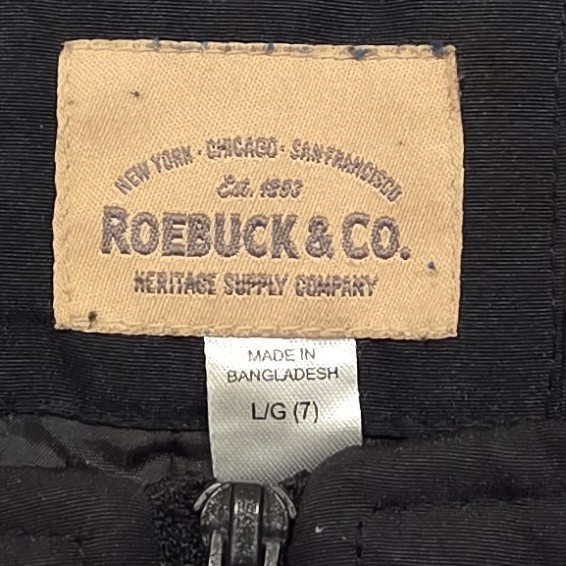 NEW YORK · CHICAGO · SAN FRANCISCO
Est. 1893
ROEBUCK & CO.
HERITAGE SUPPLY COMPANY
MADE IN
BANGLADESH
L/G (7)